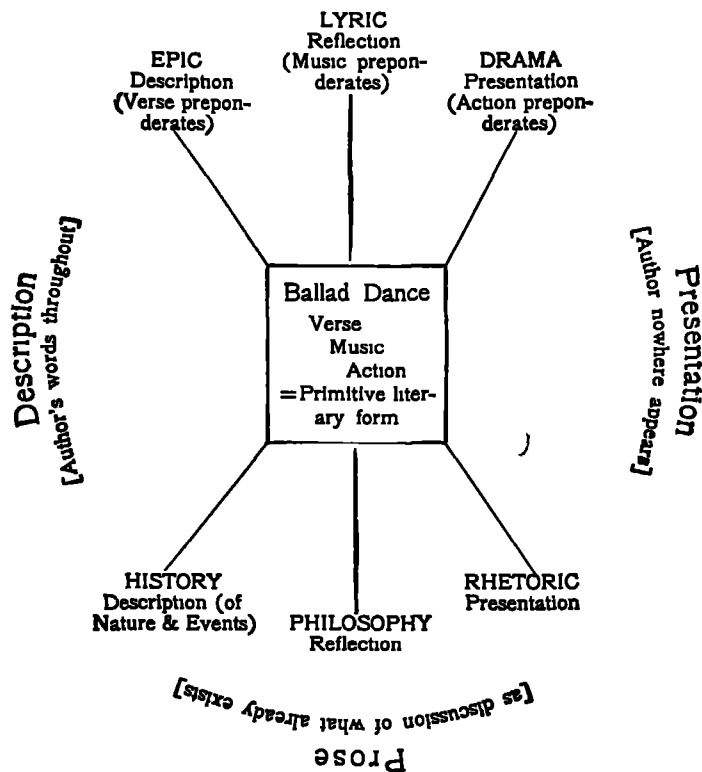 LYRIC
Reflection
(Music prepon-
derates)
EPIC
Description
(Verse prepon-
derates)
DRAMA
Presentation
(Action prepon-
derates)
Description
[Author's words throughout]
Presentation
[Author nowhere appears]
Ballad Dance
Verse
Music
Action
=Primitive liter-
ary form
HISTORY
Description (of
Nature & Events)
PHILOSOPHY
Reflection
RHETORIC
Presentation
[as discussion of what already exists]
Prose